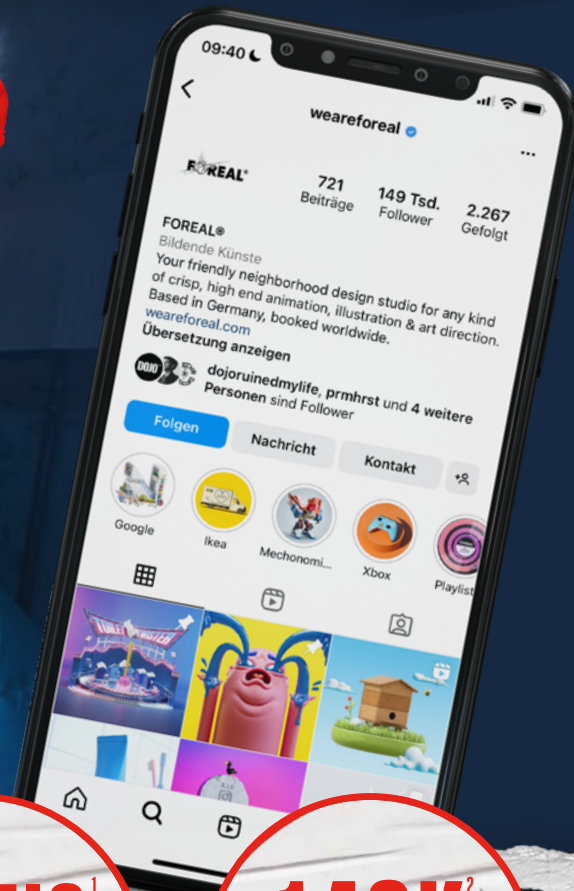 09:40
weareforeal
FOREAL®
721
Beiträge
149 Tsd.
Follower
2.267
Gefolgt
FOREAL®
Bildende Künste
Your friendly neighborhood design studio for any kind
of crisp, high end animation, illustration & art direction.
Based in Germany, booked worldwide.
weareforeal.com
Übersetzung anzeigen
DOJO
dojoruinedmylife, prmhrst und 4 weitere
Personen sind Follower
Folgen
Nachricht
Kontakt
Google
Ikea
Mechonomi...
Xbox
Playlist